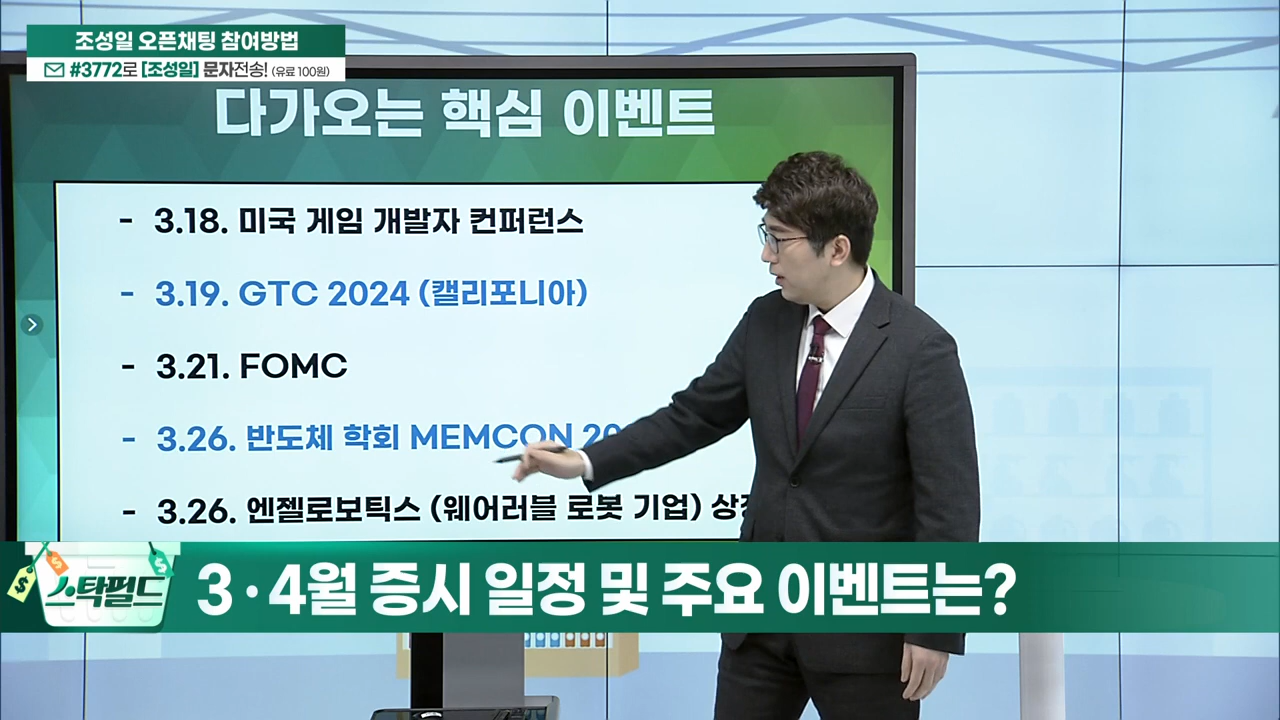 조성일 오픈채팅 참여방법
#3772로 [조성일] 문자전송! (유료 100원)
다가오는 핵심 이벤트
- 3.18. 미국 게임 개발자 컨퍼런스
- 3.19. GTC 2024 (캘리포니아)
- 3.21. FOMC
- 3.26. 반도체 학회 MEMCON
- 3.26. 엔젤로보틱스 (웨어러블 로봇 기업)
스탁필드
3·4월 증시 일정 및 주요 이벤트는?